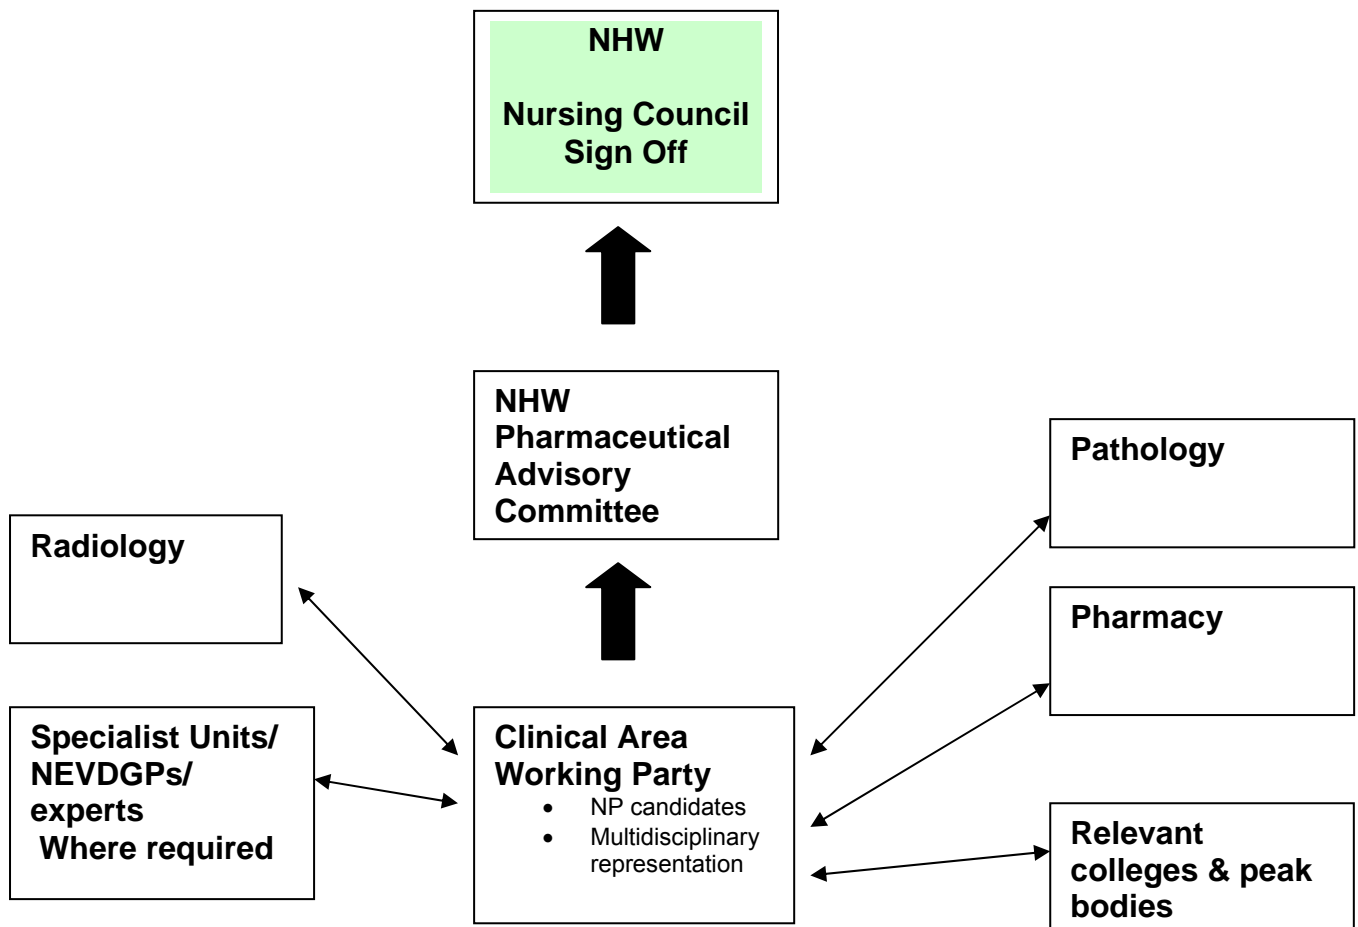 NHW
Nursing Council
Sign Off
NHW
Pharmaceutical
Advisory
Committee
Pathology
Radiology
Pharmacy
Specialist Units/
NEVDGPs/
experts
Where required
Clinical Area
Working Party
• NP candidates
• Multidisciplinary
representation
Relevant
colleges & peak
bodies